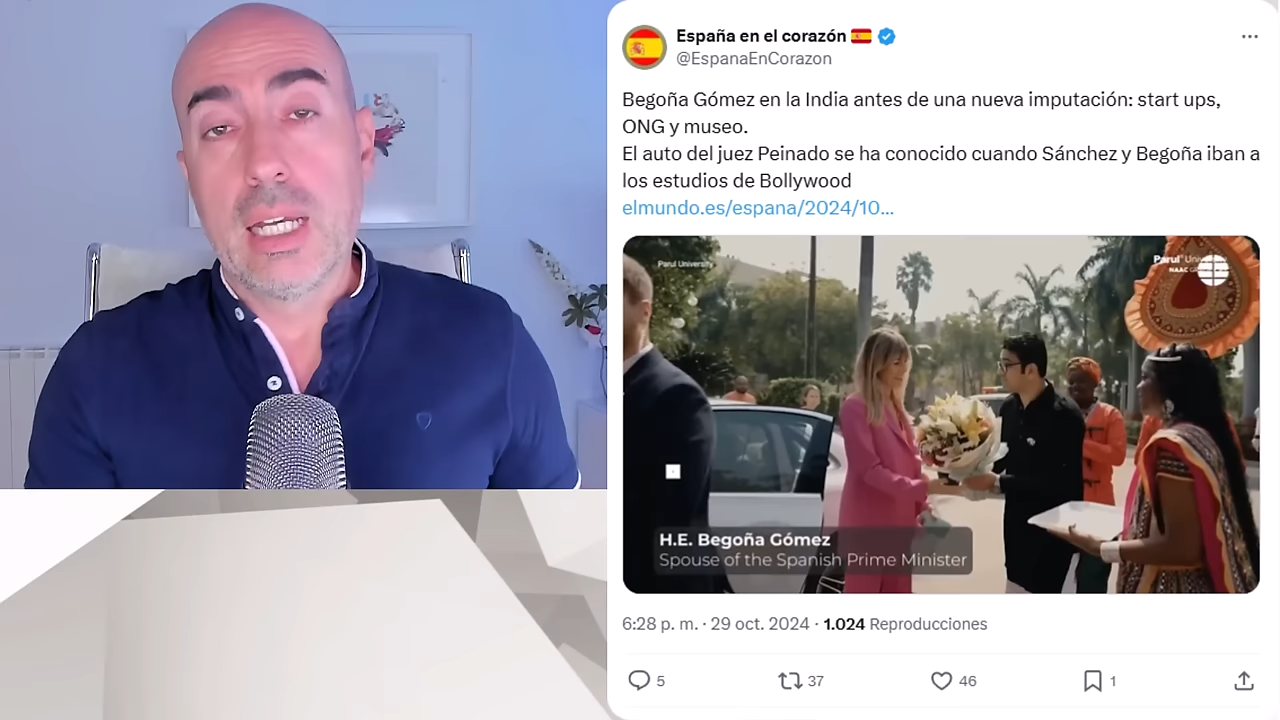 España en el corazón
@EspanaEnCorazon
Begoña Gómez en la India antes de una nueva imputación: start ups,
ONG y museo.
El auto del juez Peinado se ha conocido cuando Sánchez y Begoña iban a
los estudios de Bollywood
elmundo.es/espana/2024/10...
Parul University
Parul University
NAAC
H.E. Begoña Gómez
Spouse of the Spanish Prime Minister
6:28 p. m. · 29 oct. 2024 · 1.024 Reproducciones
5
37
46
1